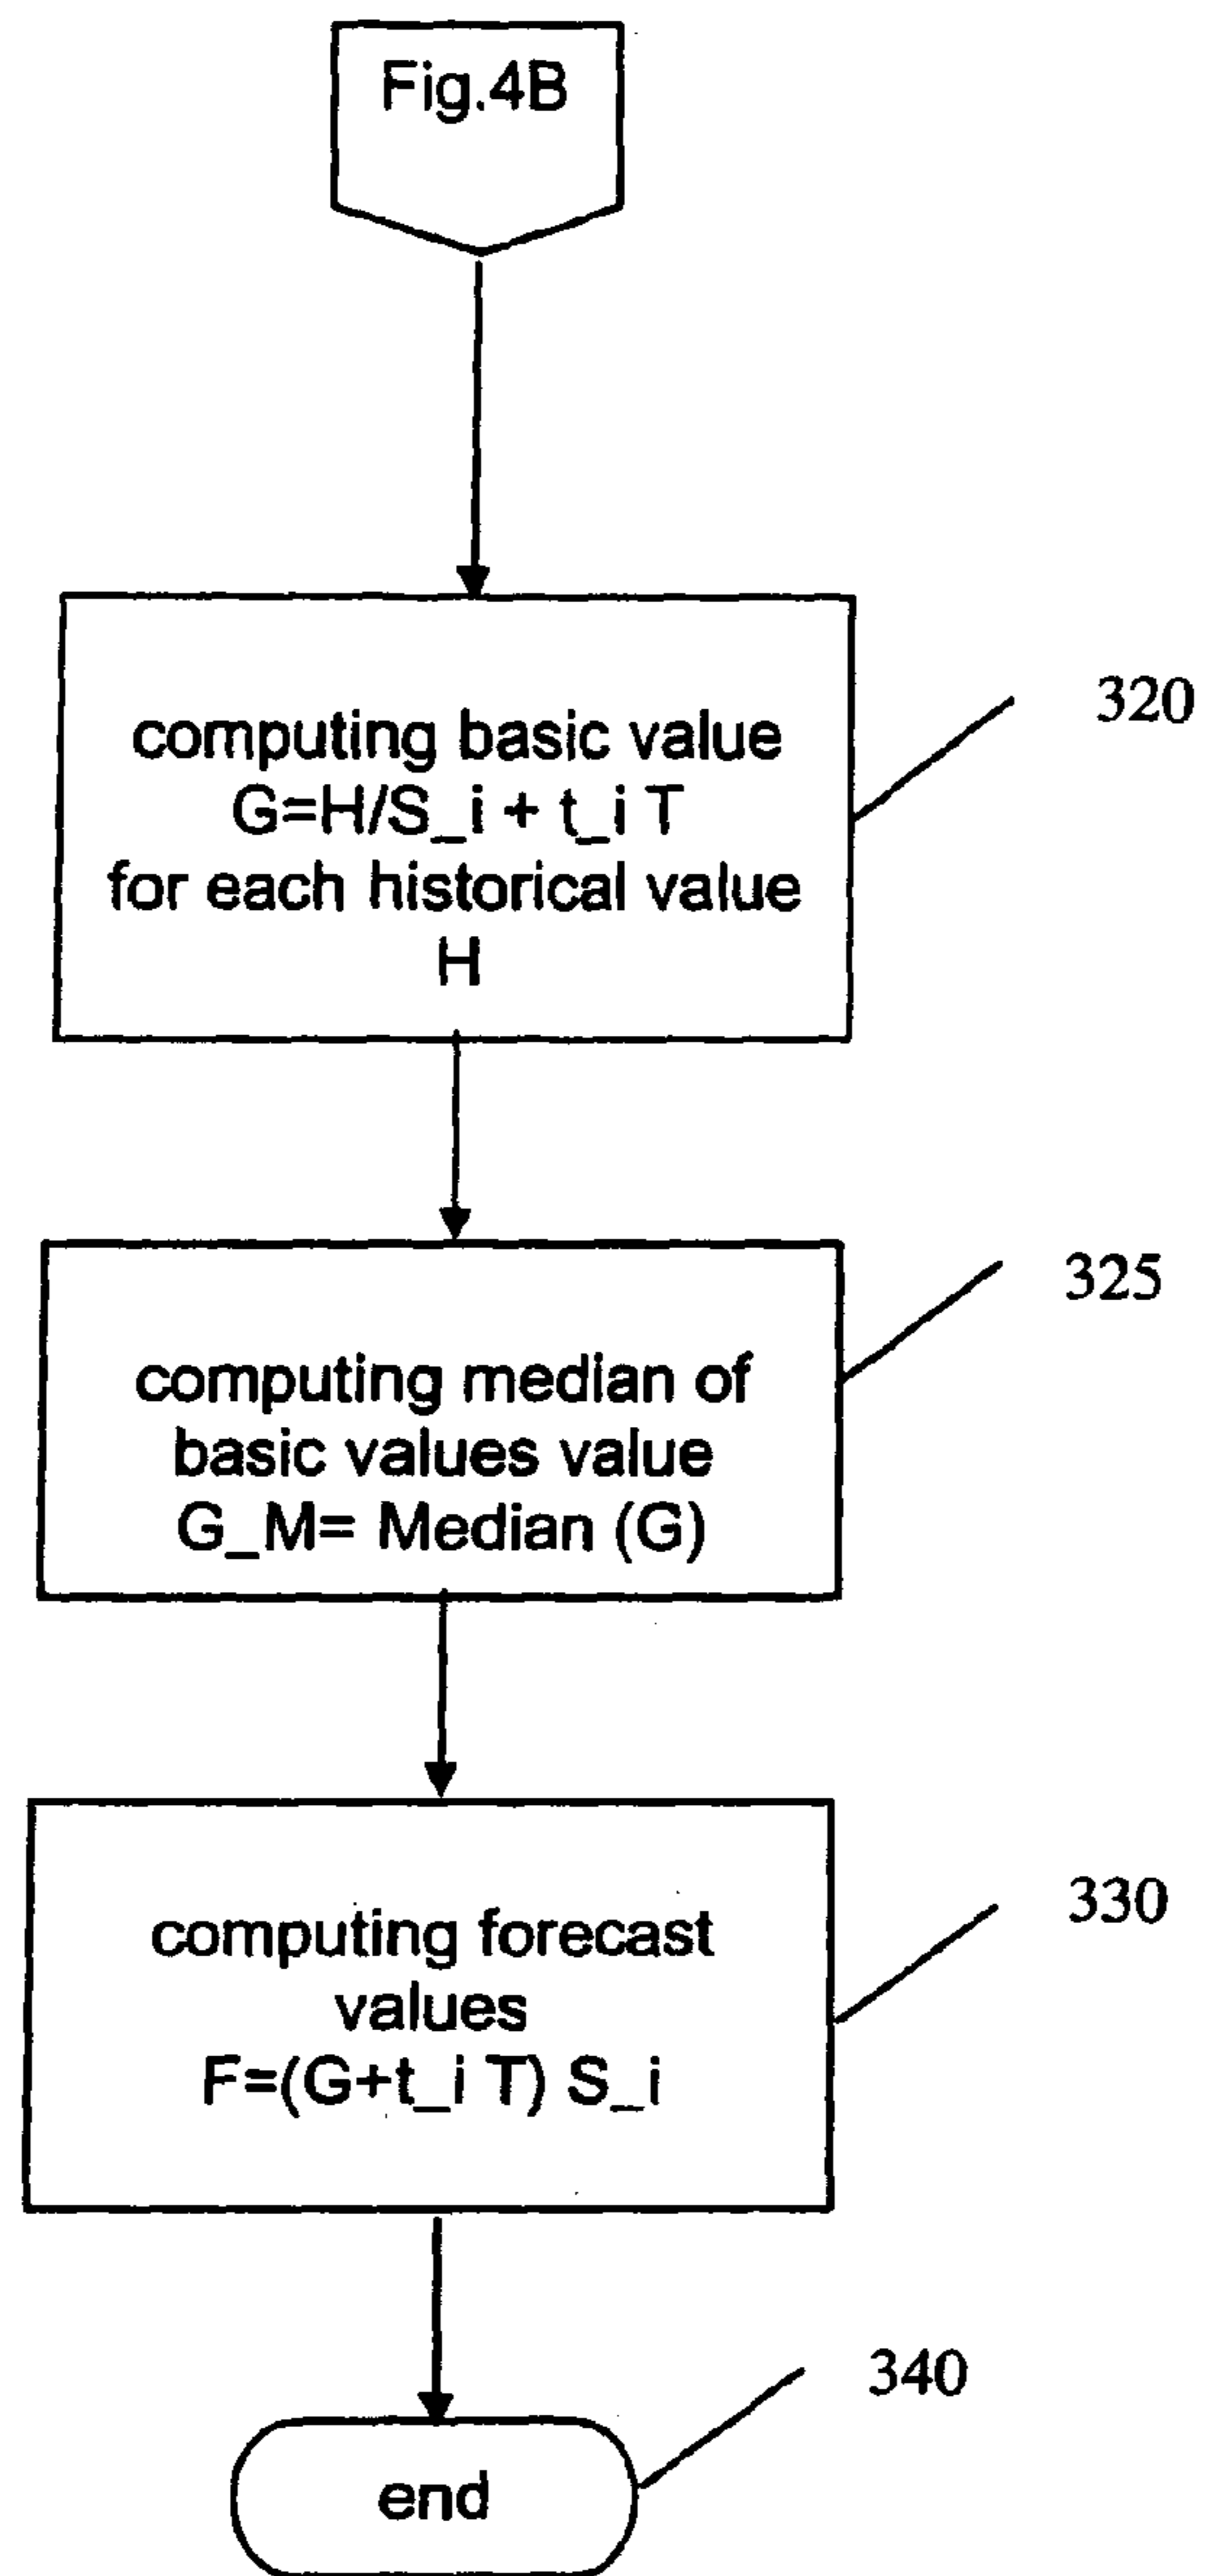 Fig.4B
computing basic value
G=H/S_i + t_i T
for each historical value
H
320
computing median of
basic values value
G_M= Median (G)
325
computing forecast
values
F=(G+t_i T) S_i
330
end
340